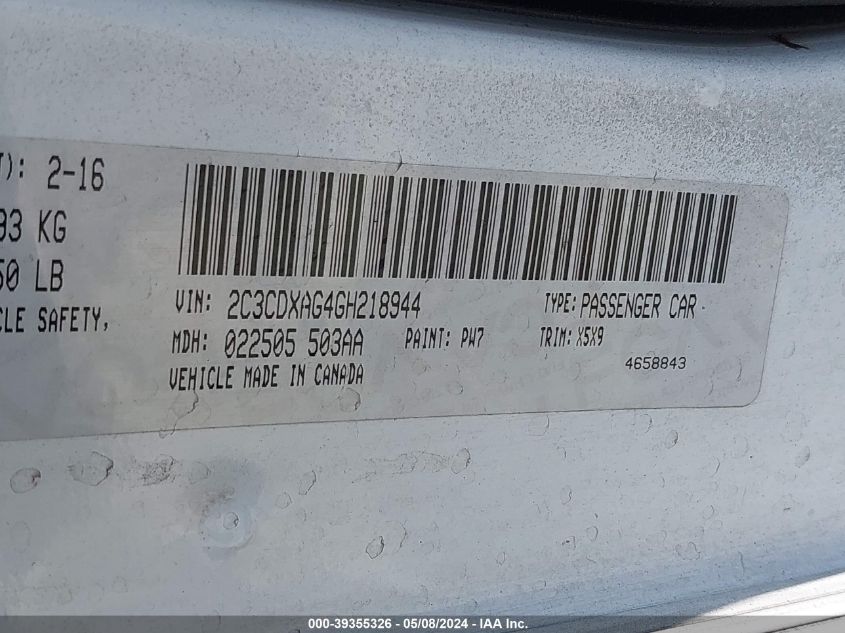 T): 2-16
93 KG
50 LB
CLE SAFETY,
VIN: 2C3CDXAG4GH218944 TYPE: PASSENGER CAR
MDH: 022505 503AA PAINT: PW7 TRIM: X5X9
VEHICLE MADE IN CANADA 4658843
000-39355326 - 05/08/2024 - IAA Inc.